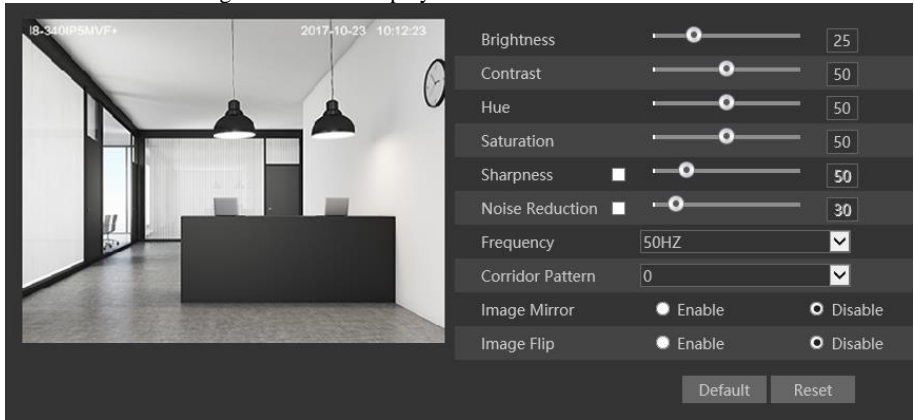 I8-340IP5MVF+ 2017-10-23 10:12:23
Brightness 25
Contrast 50
Hue 50
Saturation 50
Sharpness 50
Noise Reduction 30
Frequency 50HZ
Corridor Pattern 0
Image Mirror Enable Disable
Image Flip Enable Disable
Default Reset